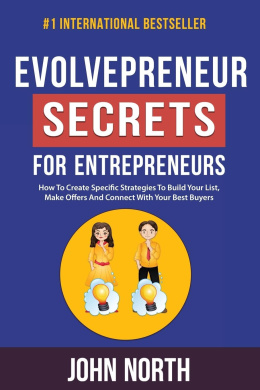 #1 INTERNATIONAL BESTSELLER
EVOLVEPRENEUR
SECRETS
FOR ENTREPRENEURS
How To Create Specific Strategies To Build Your List,
Make Offers And Connect With Your Best Buyers
JOHN NORTH